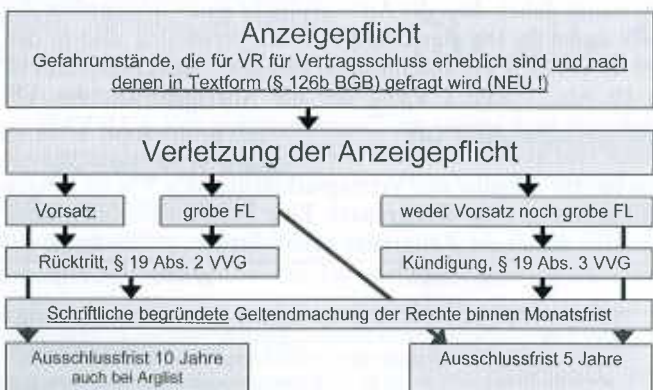 Anzeigepflicht
Gefahrumstände, die für VR für Vertragsschluss erheblich sind und nach
denen in Textform (§ 126b BGB) gefragt wird (NEU !)
Verletzung der Anzeigepflicht
Vorsatz
grobe FL
weder Vorsatz noch grobe FL
Rücktritt, § 19 Abs. 2 VVG
Kündigung, § 19 Abs. 3 VVG
Schriftliche begründete Geltendmachung der Rechte binnen Monatsfrist
Ausschlussfrist 10 Jahre
auch bei Arglist
Ausschlussfrist 5 Jahre